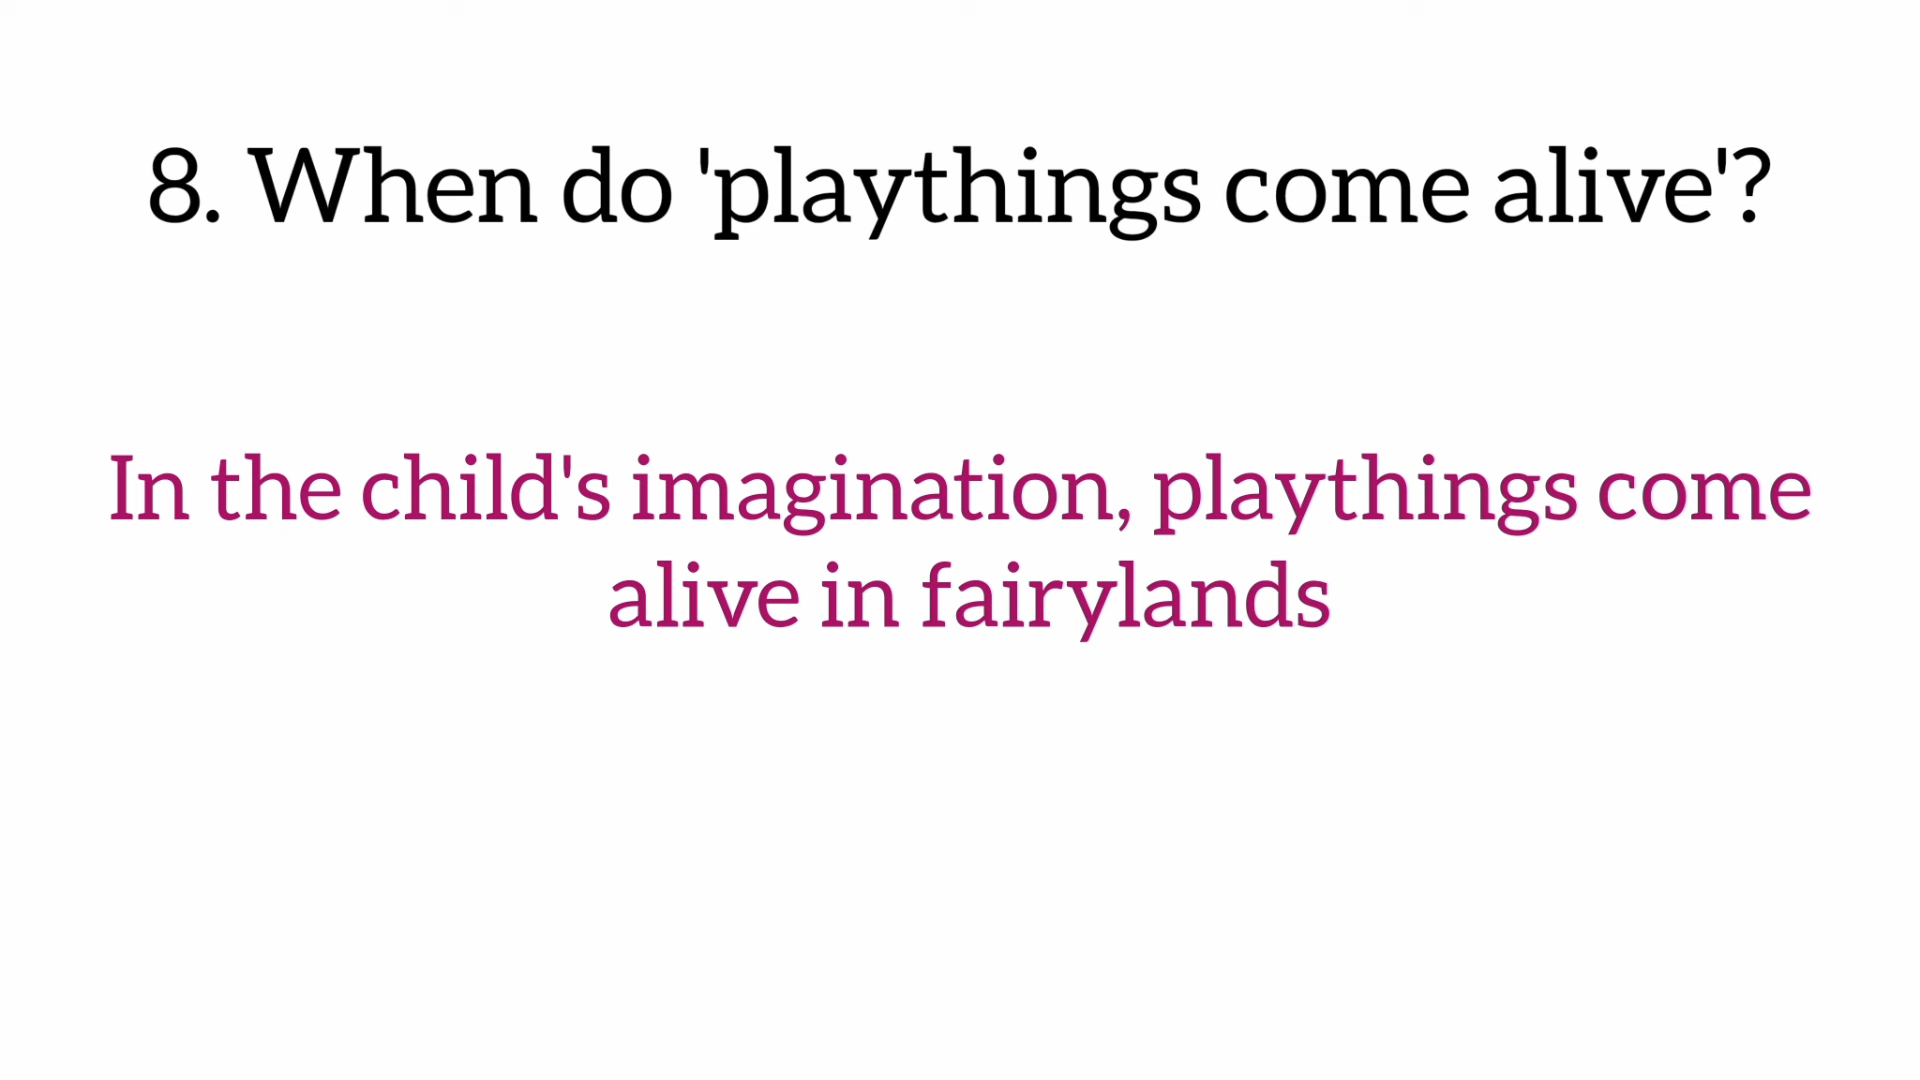 8. When do 'playthings come alive'?
In the child's imagination, playthings come
alive in fairylands